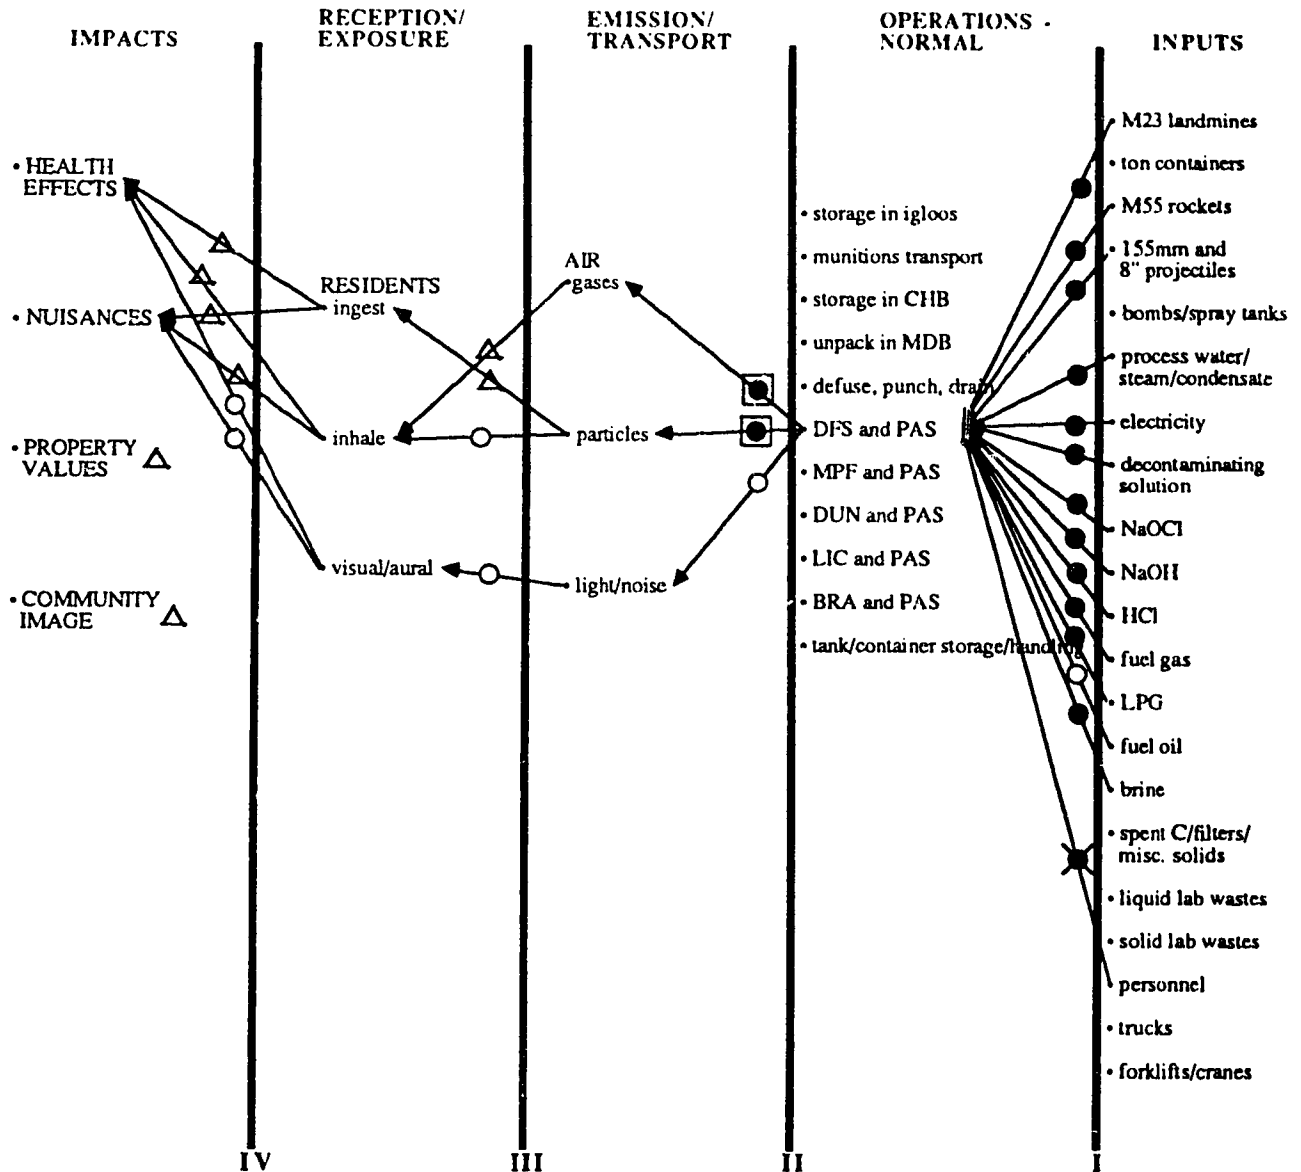 IMPACTS
RECEPTION/
EXPOSURE
EMISSION/
TRANSPORT
OPERATIONS -
NORMAL
INPUTS
• HEALTH
EFFECTS
• NUISANCES
• PROPERTY
VALUES
• COMMUNITY
IMAGE
RESIDENTS
• ingest
• inhale
• visual/aural
AIR
• gases
• particles
• light/noise
• storage in igloos
• munitions transport
• storage in CHB
• unpack in MDB
• defuse, punch, drain
• DFS and PAS
• MPF and PAS
• DUN and PAS
• LIC and PAS
• BRA and PAS
• tank/container storage/handling
• M23 landmines
• ton containers
• M55 rockets
• 155mm and
8" projectiles
• bombs/spray tanks
• process water/
steam/condensate
• electricity
• decontaminating
solution
• NaOCl
• NaOH
• HCl
• fuel gas
• LPG
• fuel oil
• brine
• spent C/filters/
misc. solids
• liquid lab wastes
• solid lab wastes
• personnel
• trucks
• forklifts/cranes
IV
III
II
I